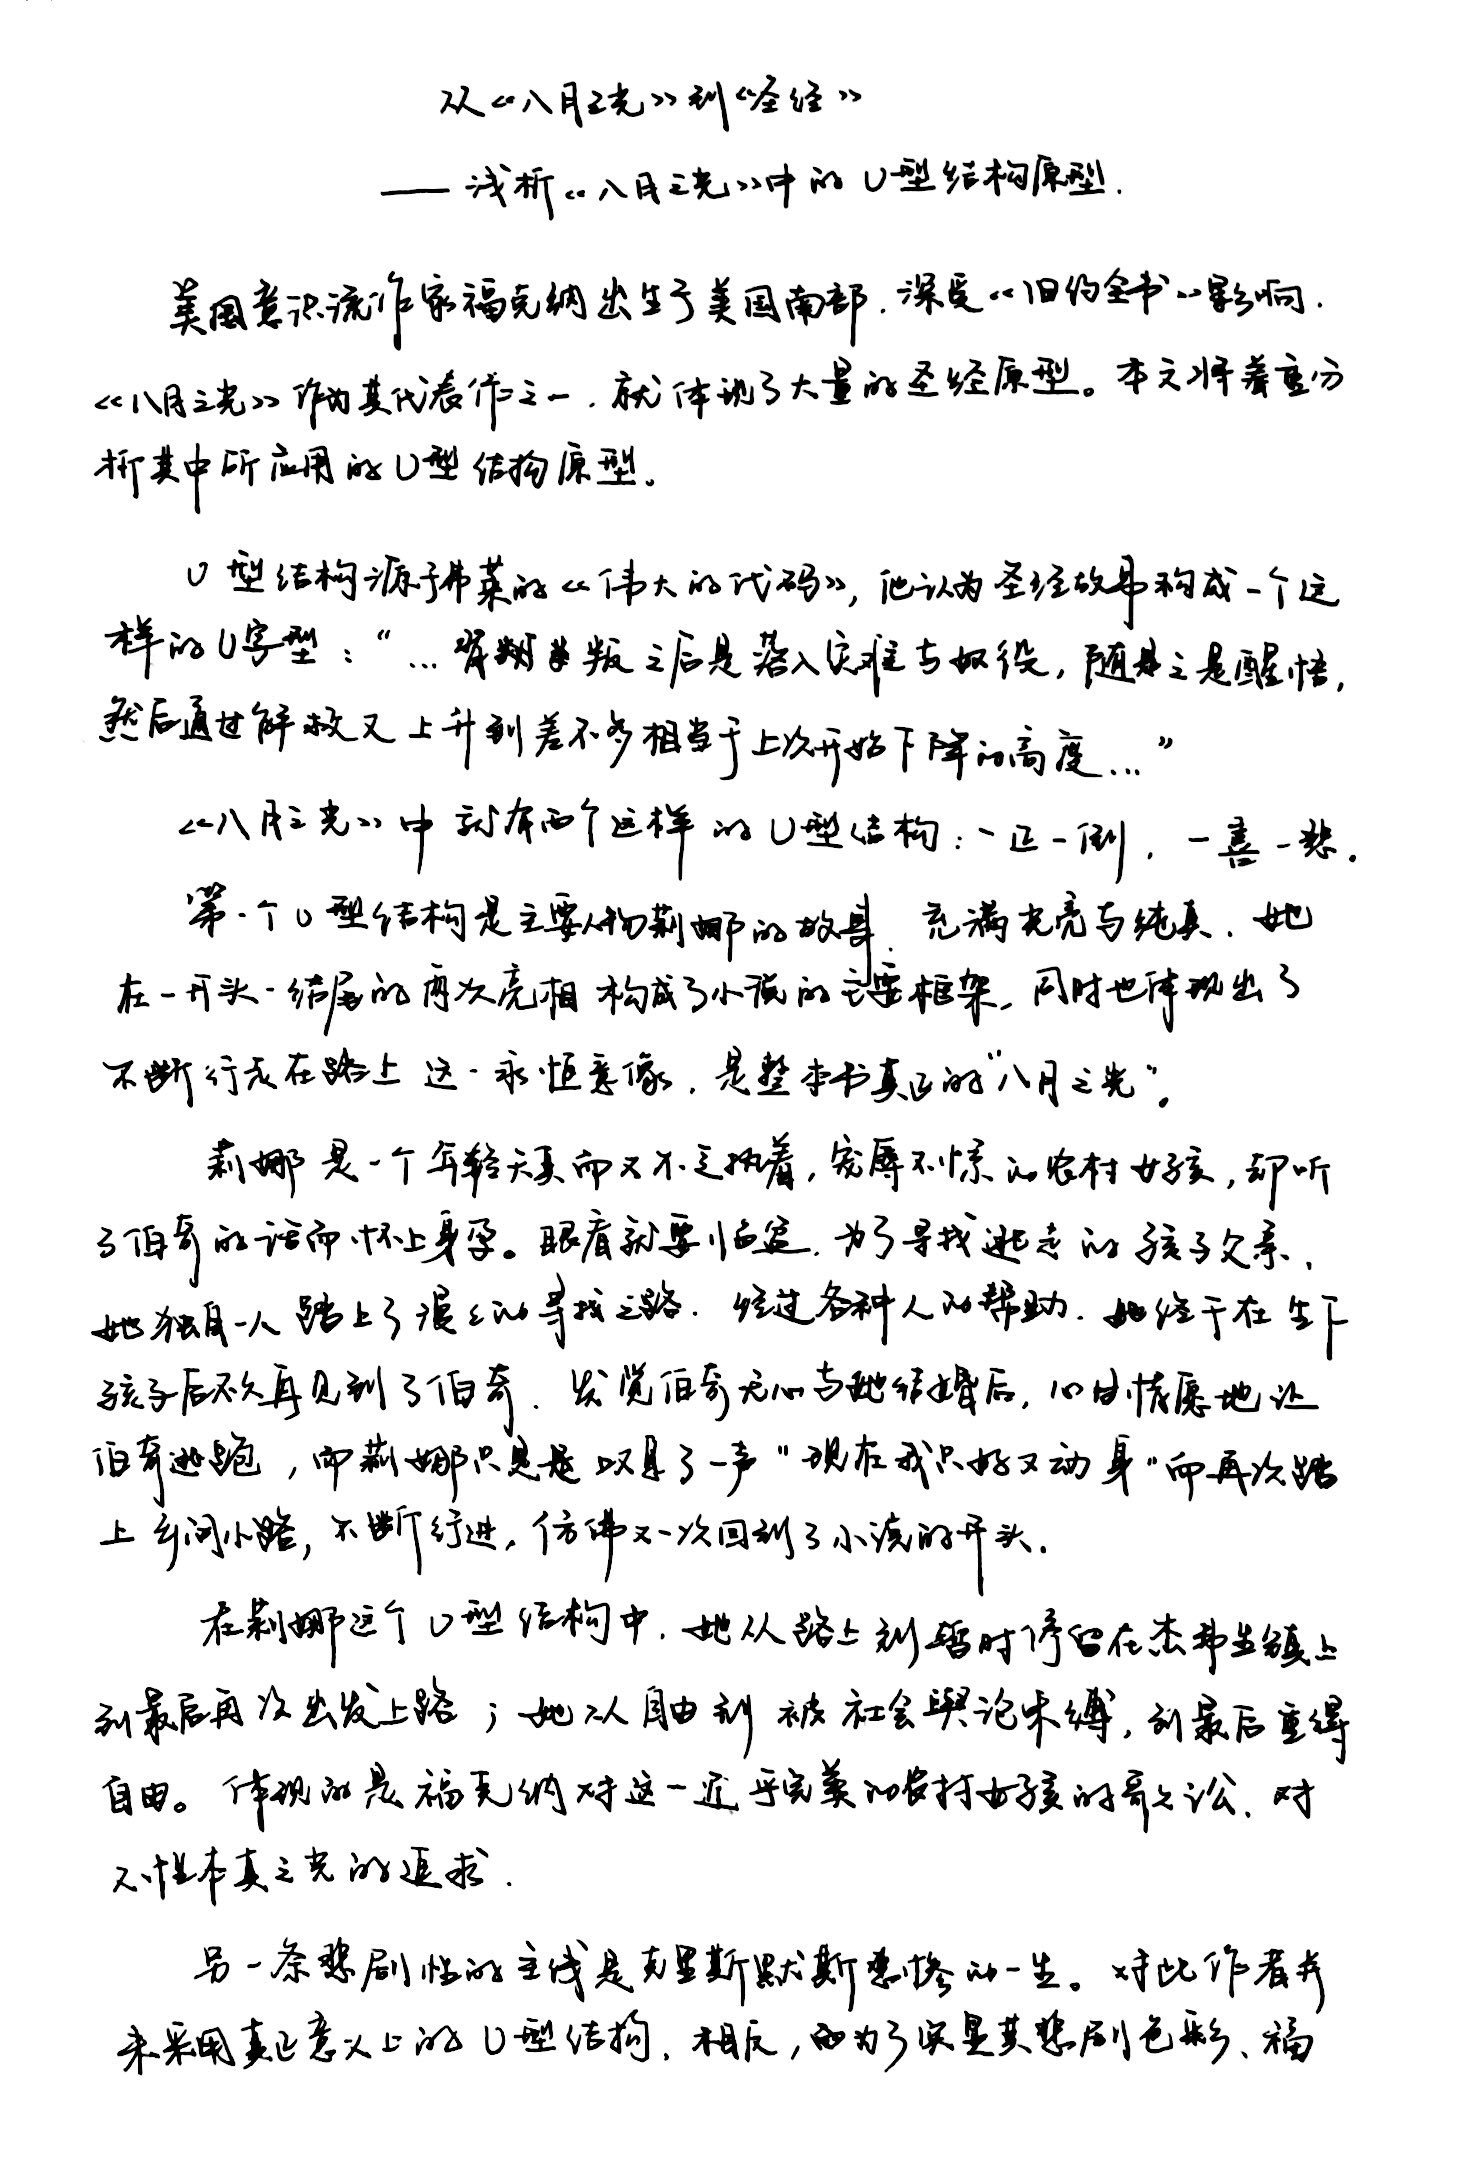 从《八月之光》到《圣经》
——浅析《八月之光》中的U型结构原型.
美国意识流作家福克纳出生于美国南部,深受《旧约全书》影响.
《八月之光》作为其代表作之一,就体现了大量的圣经原型。本文将着重分
析其中所应用的U型结构原型。
U型结构源于弗莱的《伟大的代码》,他认为圣经故事构成一个这
样的U字型:“...背叛之后是落入灾难与奴役,随之是醒悟,
然后通过解救又上升到差不多相当于上次开始下降的高度...”
《八月之光》中就有两个这样的U型结构:一正一倒,一喜一悲.
第一个U型结构是主要人物莉娜的故事,充满光亮与纯真.她
在一开头一结尾的两次亮相构成了小说的主要框架,同时也体现出了
不断行走在路上这一永恒意像,是整本书真正的“八月之光”。
莉娜是一个年轻天真而又不乏执着,宠辱不惊的农村女孩,却听
了伯奇的话而怀上身孕。眼看就要临盆,为了寻找逃走的孩子父亲,
她独自一人踏上了漫漫的寻找之路.经过各种人的帮助,她终于在生下
孩子后不久再见到了伯奇.发觉伯奇无心与她结婚后,心甘情愿地让
伯奇逃跑,而莉娜只是叹息了一声“现在我只好又动身”而再次踏
上乡间小路,不断行进,仿佛又一次回到了小说的开头.
在莉娜这个U型结构中,她从路上到暂时停留在杰弗生镇上
到最后再次出发上路;她从自由到被社会舆论束缚,到最后重得
自由。体现的是福克纳对这一近乎完美的农村女孩的歌颂,对
人性本真之光的追求.
另一条悲剧性的主线是克里斯默斯悲惨的一生。对此作者并
未采用真正意义上的U型结构,相反,为了突显其悲剧色彩、福